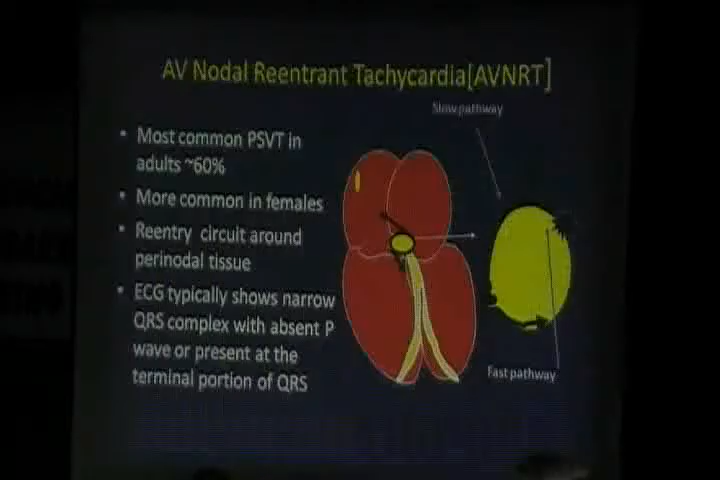 AV Nodal Reentrant Tachycardia[AVNRT]
Slow pathway
• Most common PSVT in
adults ~60%
• More common in females
• Reentry circuit around
perinodal tissue
• ECG typically shows narrow
QRS complex with absent P
wave or present at the
terminal portion of QRS
Fast pathway